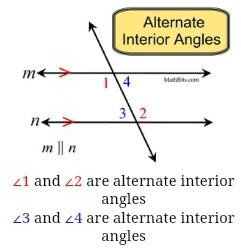 Alternate
Interior Angles
m
MathBits.com
1 4
n
3 2
m ∥ n
∠1 and ∠2 are alternate interior
angles
∠3 and ∠4 are alternate interior
angles